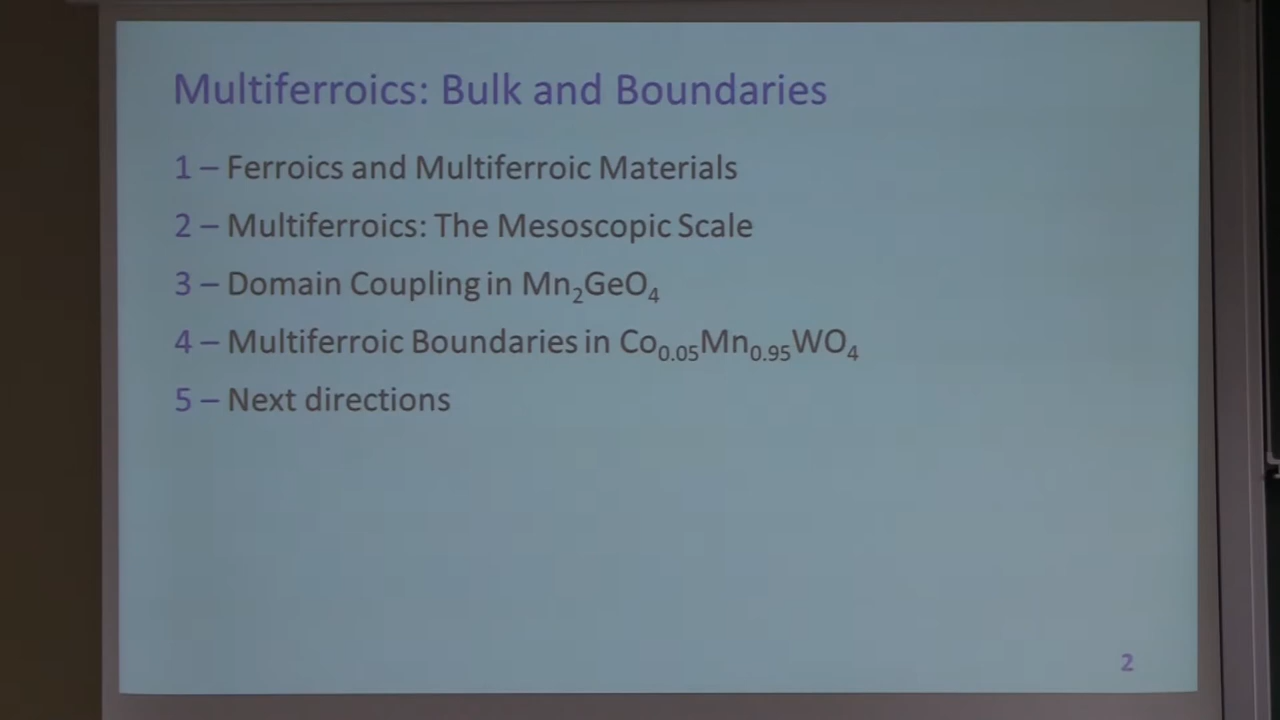 Multiferroics: Bulk and Boundaries
1 – Ferroics and Multiferroic Materials
2 – Multiferroics: The Mesoscopic Scale
3 – Domain Coupling in Mn₂GeO₄
4 – Multiferroic Boundaries in Co₀.₀₅Mn₀.₉₅WO₄
5 – Next directions
2